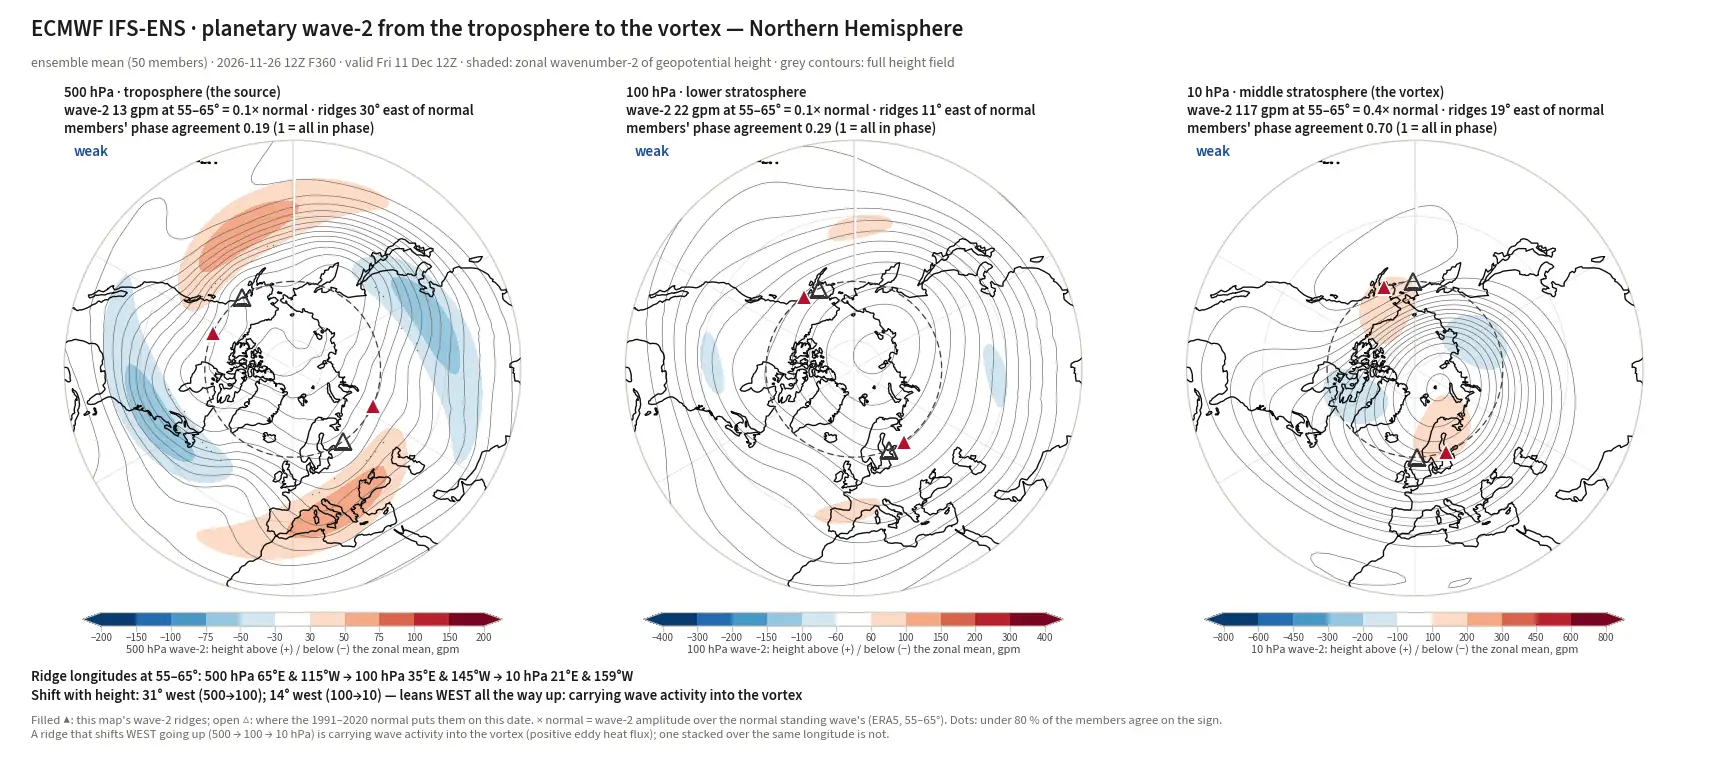 ECMWF IFS-ENS · planetary wave-2 from the troposphere to the vortex — Northern Hemisphere
ensemble mean (50 members) · 2026-11-26 12Z F360 · valid Fri 11 Dec 12Z · shaded: zonal wavenumber-2 of geopotential height · grey contours: full height field
500 hPa · troposphere (the source)
wave-2 13 gpm at 55–65° = 0.1× normal · ridges 30° east of normal
members' phase agreement 0.19 (1 = all in phase)
weak
100 hPa · lower stratosphere
wave-2 22 gpm at 55–65° = 0.1× normal · ridges 11° east of normal
members' phase agreement 0.29 (1 = all in phase)
weak
10 hPa · middle stratosphere (the vortex)
wave-2 117 gpm at 55–65° = 0.4× normal · ridges 19° east of normal
members' phase agreement 0.70 (1 = all in phase)
weak
−200 −150 −100 −75 −50 −30 30 50 75 100 150 200
500 hPa wave-2: height above (+) / below (−) the zonal mean, gpm
−400 −300 −200 −150 −100 −60 60 100 150 200 300 400
100 hPa wave-2: height above (+) / below (−) the zonal mean, gpm
−800 −600 −450 −300 −200 −100 100 200 300 450 600 800
10 hPa wave-2: height above (+) / below (−) the zonal mean, gpm
Ridge longitudes at 55–65°: 500 hPa 65°E & 115°W → 100 hPa 35°E & 145°W → 10 hPa 21°E & 159°W
Shift with height: 31° west (500→100); 14° west (100→10) — leans WEST all the way up: carrying wave activity into the vortex
Filled ▲: this map's wave-2 ridges; open △: where the 1991–2020 normal puts them on this date. × normal = wave-2 amplitude over the normal standing wave's (ERA5, 55–65°). Dots: under 80 % of the members agree on the sign.
A ridge that shifts WEST going up (500 → 100 → 10 hPa) is carrying wave activity into the vortex (positive eddy heat flux); one stacked over the same longitude is not.